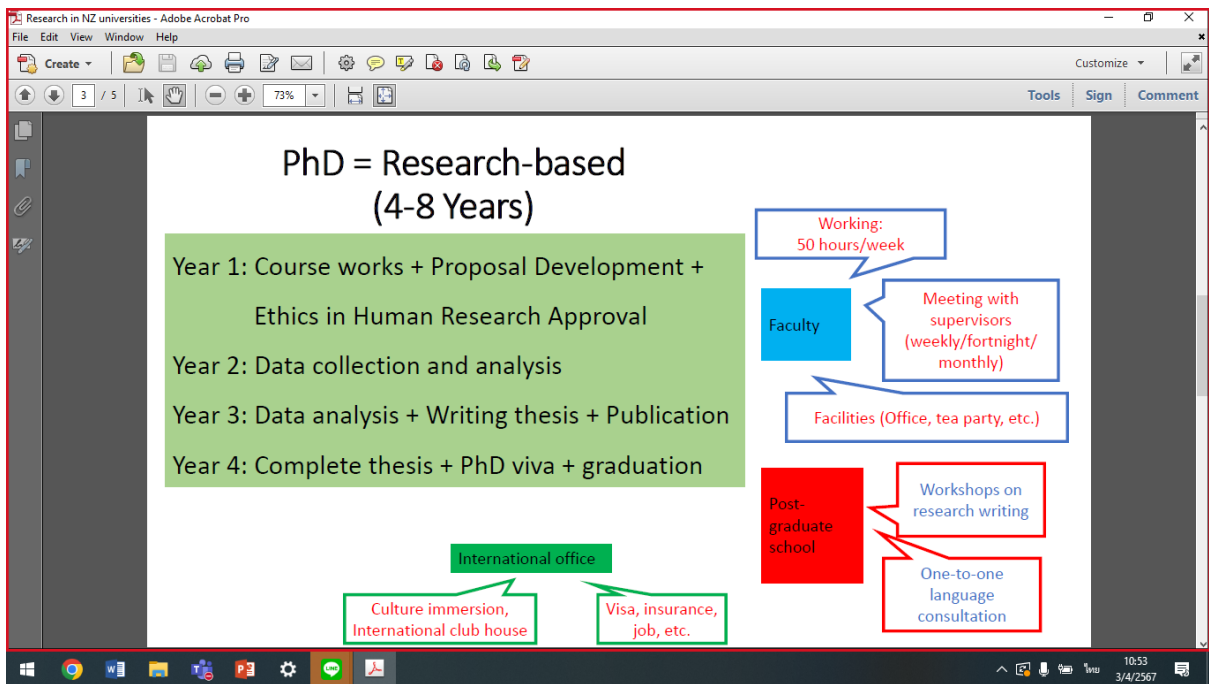 Research in NZ universities - Adobe Acrobat Pro
File Edit View Window Help
Create
Customize
3 / 5
73%
Tools Sign Comment
PhD = Research-based
(4-8 Years)
Year 1: Course works + Proposal Development +
Ethics in Human Research Approval
Year 2: Data collection and analysis
Year 3: Data analysis + Writing thesis + Publication
Year 4: Complete thesis + PhD viva + graduation
Working:
50 hours/week
Faculty
Meeting with
supervisors
(weekly/fortnight/
monthly)
Facilities (Office, tea party, etc.)
Post-
graduate
school
Workshops on
research writing
One-to-one
language
consultation
International office
Culture immersion,
International club house
Visa, insurance,
job, etc.
ไทย
10:53
3/4/2567